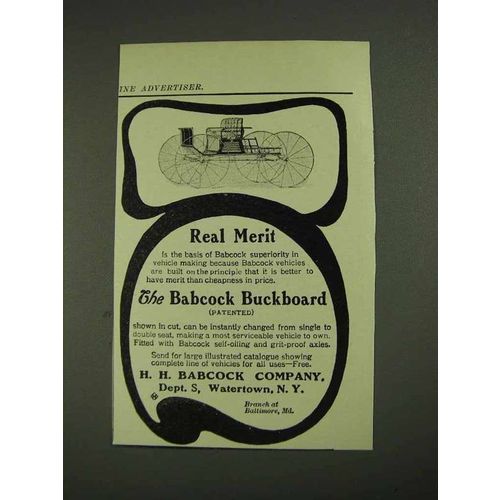 INE ADVERTISER.
Real Merit
Is the basis of Babcock superiority in
vehicle making because Babcock vehicles
are built on the principle that it is better to
have merit than cheapness in price.
The Babcock Buckboard
(PATENTED)
shown in cut, can be instantly changed from single to
double seat, making a most serviceable vehicle to own.
Fitted with Babcock self-oiling and grit-proof axles.
Send for large illustrated catalogue showing
complete line of vehicles for all uses—Free.
H. H. BABCOCK COMPANY,
Dept. S, Watertown, N. Y.
Branch at
Baltimore, Md.